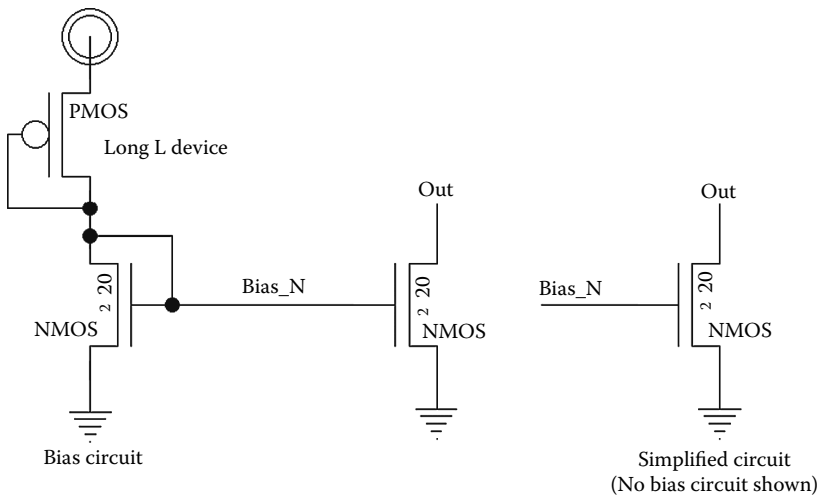 PMOS
Long L device
Out
Out
20
2
NMOS
Bias_N
20
2
NMOS
Bias_N
20
2
NMOS
Bias circuit
Simplified circuit
(No bias circuit shown)